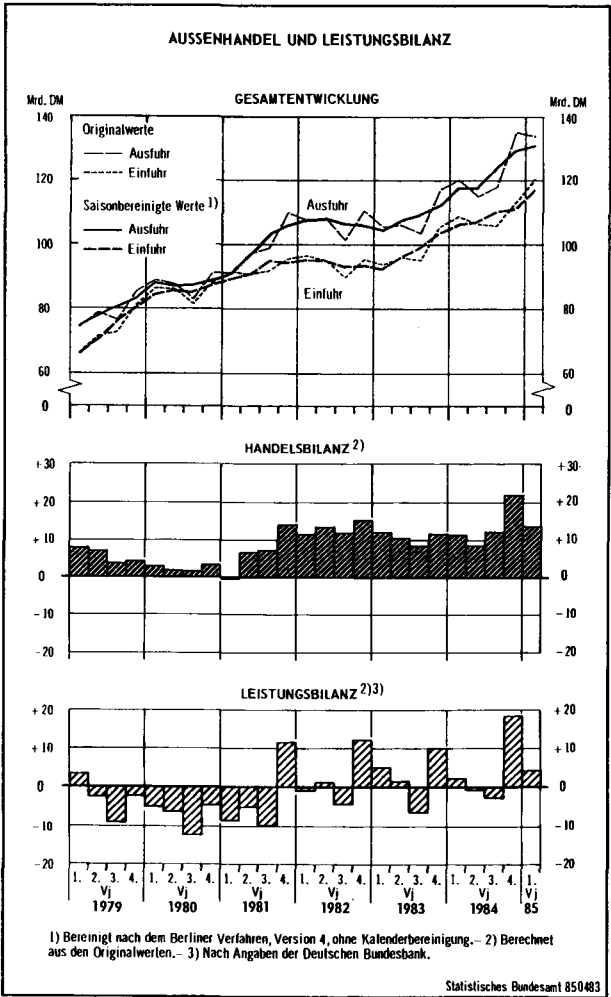 AUSSENHANDEL UND LEISTUNGSBILANZ
Mrd. DM GESAMTENTWICKLUNG Mrd. DM
140 140
Originalwerte
Ausfuhr
Einfuhr
120 120
Saisonbereinigte Werte 1)
Ausfuhr
Ausfuhr
Einfuhr
100 100
Einfuhr
80 80
60 60
0 0
HANDELSBILANZ 2)
+30 +30
+20 +20
+10 +10
0 0
-10 -10
-20 -20
LEISTUNGSBILANZ 2)3)
+20 +20
+10 +10
0 0
-10 -10
-20 -20
1. 2. 3. 4. 1. 2. 3. 4. 1. 2. 3. 4. 1. 2. 3. 4. 1. 2. 3. 4. 1. 2. 3. 4. 1.
Vj Vj Vj Vj Vj Vj Vj
1979 1980 1981 1982 1983 1984 85
1) Bereinigt nach dem Berliner Verfahren, Version 4, ohne Kalenderbereinigung.– 2) Berechnet
aus den Originalwerten.– 3) Nach Angaben der Deutschen Bundesbank.
Statistisches Bundesamt 850483